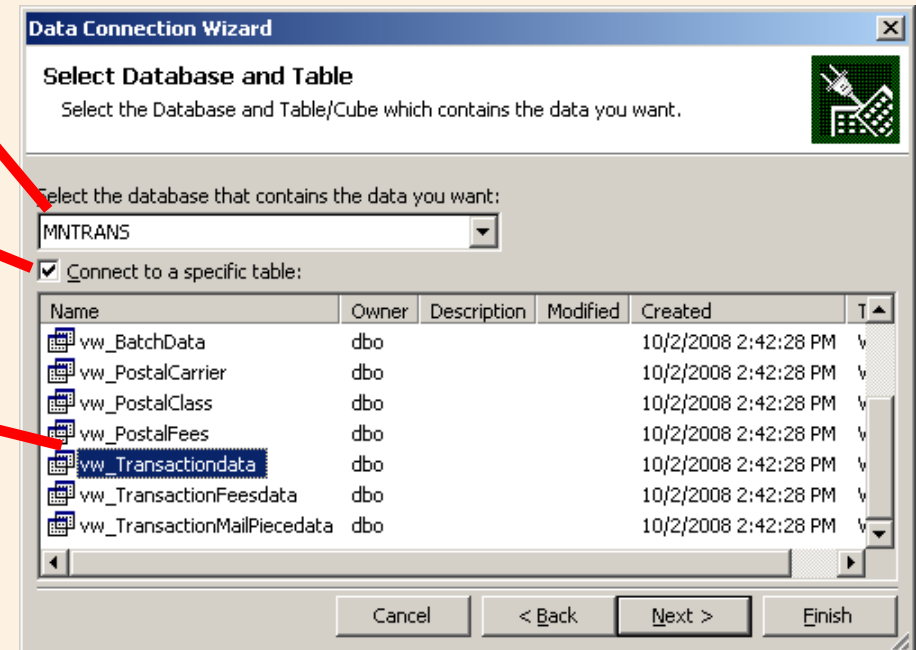 Data Connection Wizard
Select Database and Table
Select the Database and Table/Cube which contains the data you want.
Select the database that contains the data you want:
MNTRANS
Connect to a specific table:
Name Owner Description Modified Created T
vw_BatchData dbo 10/2/2008 2:42:28 PM
vw_PostalCarrier dbo 10/2/2008 2:42:28 PM
vw_PostalClass dbo 10/2/2008 2:42:28 PM
vw_PostalFees dbo 10/2/2008 2:42:28 PM
vw_Transactiondata dbo 10/2/2008 2:42:28 PM
vw_TransactionFeesdata dbo 10/2/2008 2:42:28 PM
vw_TransactionMailPiecedata dbo 10/2/2008 2:42:28 PM
Cancel < Back Next > Finish